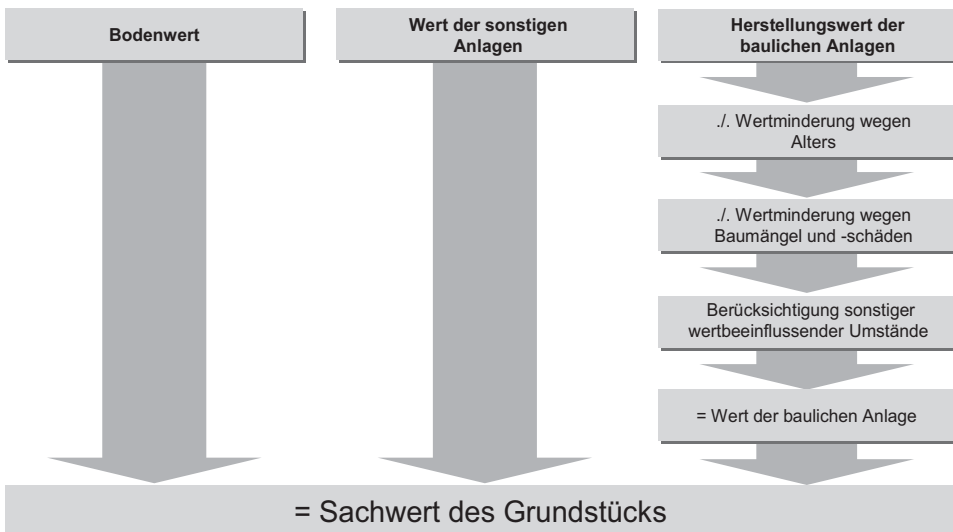 Bodenwert
Wert der sonstigen
Anlagen
Herstellungswert der
baulichen Anlagen
./. Wertminderung wegen
Alters
./. Wertminderung wegen
Baumängel und -schäden
Berücksichtigung sonstiger
wertbeeinflussender Umstände
= Wert der baulichen Anlage
= Sachwert des Grundstücks